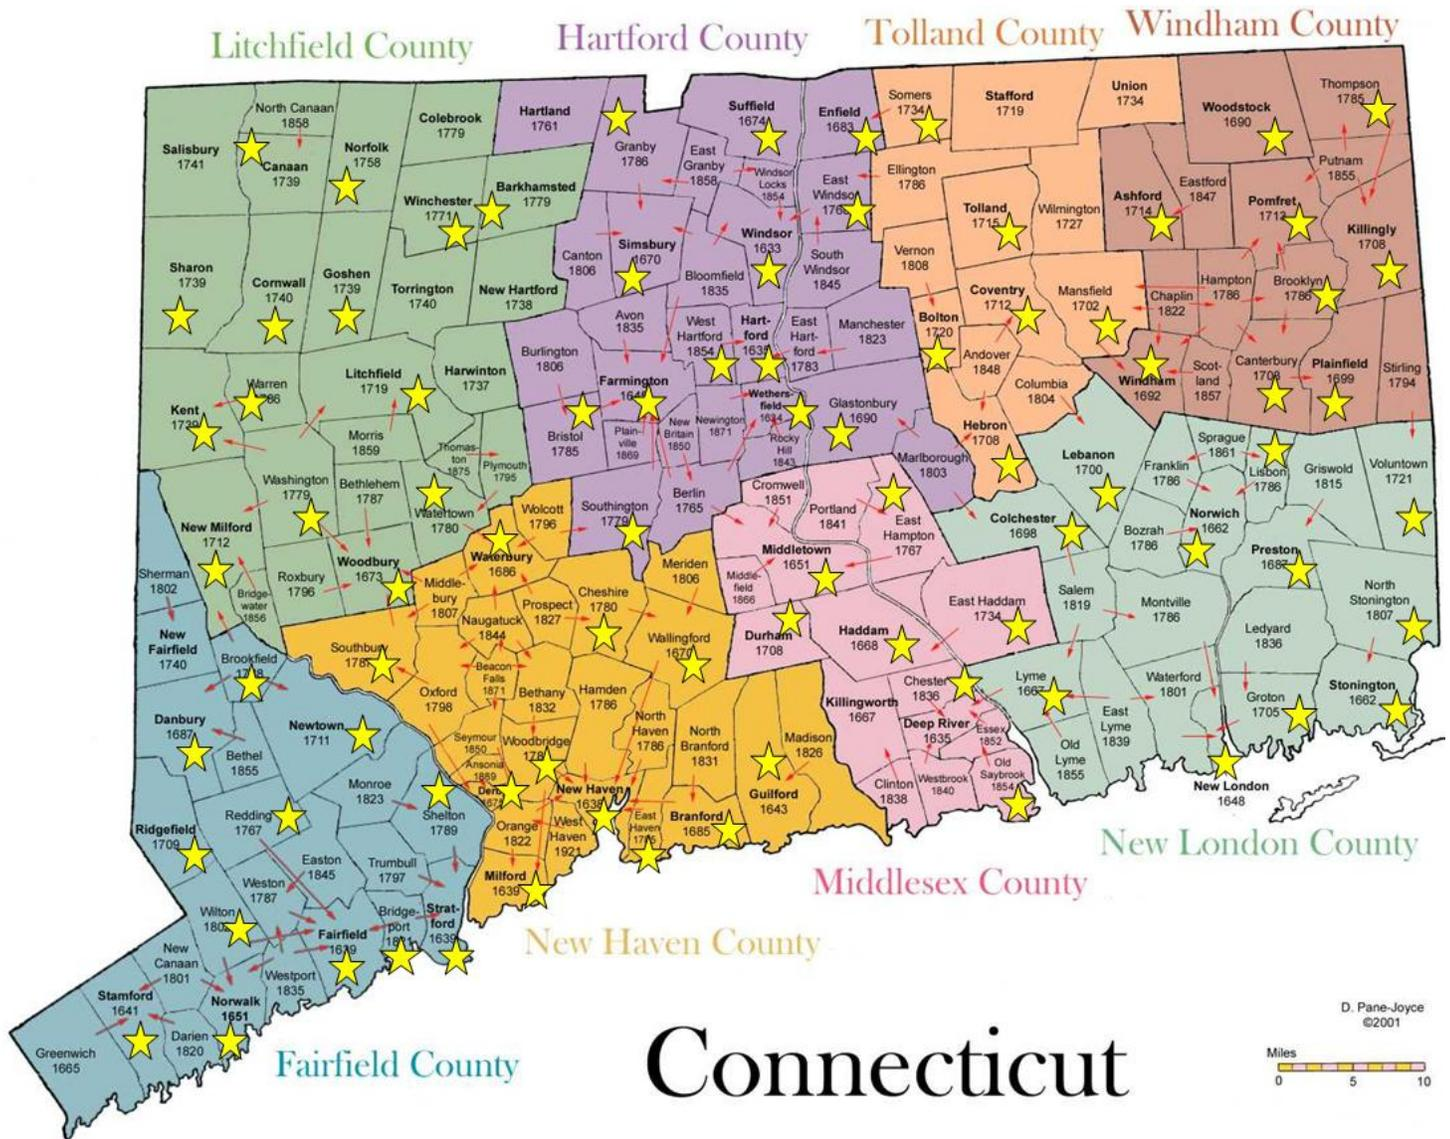 Litchfield County
Hartford County
Tolland County
Windham County
North Canaan
1858
Salisbury
1741
Canaan
1739
Norfolk
1758
Colebrook
1779
Winchester
1771
Barkhamsted
1779
Sharon
1739
Cornwall
1740
Goshen
1739
Torrington
1740
New Hartford
1738
Kent
1739
Warren
Litchfield
1719
Harwinton
1737
Morris
1859
Thomas-
ton
1875
Plymouth
1795
Washington
1779
Bethlehem
1787
Watertown
1780
New Milford
1712
Woodbury
1673
Roxbury
1796
Bridge-
water
1856
Hartland
1761
Granby
1786
Suffield
1674
Enfield
1683
East
Granby
1858
Windsor
Locks
1854
East
Windsor
Simsbury
1670
Windsor
1633
Canton
1806
Bloomfield
1835
South
Windsor
1845
Avon
1835
West
Hartford
1854
Hart-
ford
1635
East
Hart-
ford
1783
Manchester
1823
Burlington
1806
Farmington
Bristol
1785
Plain-
ville
1869
New
Britain
1850
Newington
1871
Wethers-
field
1634
Rocky
Hill
1843
Glastonbury
1690
Marlborough
1803
Southington
1779
Berlin
1765
Somers
1734
Stafford
1719
Union
1734
Ellington
1786
Tolland
1715
Wilmington
1727
Vernon
1808
Coventry
1712
Mansfield
1702
Bolton
1720
Andover
1848
Columbia
1804
Hebron
1708
Woodstock
1690
Thompson
1785
Putnam
1855
Ashford
1714
Eastford
1847
Pomfret
1713
Killingly
1708
Chaplin
1822
Hampton
1786
Brooklyn
1786
Windham
1692
Scot-
land
1857
Canterbury
1703
Plainfield
1699
Stirling
1794
Sherman
1802
New
Fairfield
1740
Brookfield
Danbury
1687
Bethel
1855
Newtown
1711
Ridgefield
1709
Redding
1767
Monroe
1823
Shelton
1789
Easton
1845
Trumbull
1797
Weston
1787
Wilton
Fairfield
1639
Bridge-
port
Strat-
ford
1639
New
Canaan
1801
Westport
1835
Stamford
1641
Norwalk
1651
Darien
1820
Greenwich
1665
Wolcott
1796
Waterbury
1686
Middle-
bury
1807
Meriden
1806
Cheshire
1780
Prospect
1827
Naugatuck
1844
Wallingford
1670
Southbury
Beacon
Falls
1871
Oxford
1798
Bethany
1832
Hamden
1786
Seymour
1850
Woodbridge
Ansonia
1889
North
Haven
1786
North
Branford
1831
Madison
1826
New Haven
1638
Guilford
1643
Orange
1822
West
Haven
1921
East
Haven
Branford
1685
Milford
1639
Cromwell
1851
Portland
1841
East
Hampton
1767
Middletown
1651
Middle-
field
1866
Durham
1708
Haddam
1668
East Haddam
1734
Killingworth
1667
Chester
1836
Deep River
1635
Essex
1852
Clinton
1838
Westbrook
1840
Old
Saybrook
1854
Lebanon
1700
Franklin
1786
Sprague
1861
Lisbon
1786
Griswold
1815
Voluntown
1721
Colchester
1698
Bozrah
1786
Norwich
1662
Preston
1687
Salem
1819
Montville
1786
Ledyard
1836
North
Stonington
1807
Lyme
1667
East
Lyme
1839
Waterford
1801
Groton
1705
Stonington
1662
Old
Lyme
1855
New London
1648
New London County
Middlesex County
New Haven County
Fairfield County
Connecticut
D. Pane-Joyce
©2001
Miles
0 5 10